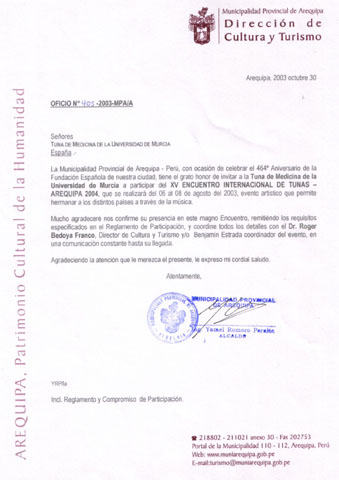 Municipalidad Provincial de Arequipa
Dirección de
Cultura y Turismo
Arequipa, 2003 octubre 30
OFICIO N° 401 -2003-MPA/A
Señores
TUNA DE MEDICINA DE LA UNIVERSIDAD DE MURCIA
España.-
La Municipalidad Provincial de Arequipa - Perú, con ocasión de celebrar el 464º Aniversario de la
Fundación Española de nuestra ciudad, tiene el grato honor de invitar a la Tuna de Medicina de la
Universidad de Murcia a participar del XV ENCUENTRO INTERNACIONAL DE TUNAS –
AREQUIPA 2004, que se realizará del 06 al 08 de agosto del 2003, evento artístico que permite
hermanar a los distintos países a través de la música.
Mucho agradeceré nos confirme su presencia en este magno Encuentro, remitiendo los requisitos
especificados en el Reglamento de Participación, y coordine todos los detalles con el Dr. Roger
Bedoya Franco, Director de Cultura y Turismo y/o. Benjamín Estrada coordinador del evento, en
una comunicación constante hasta su llegada.
Agradeciendo la atención que le merezca el presente, le expreso mi cordial saludo.
Atentamente,
MUNICIPALIDAD PROVINCIAL
DE AREQUIPA
ALCALDIA
Ing. Yamel Romero Peralta
ALCALDE
Incl. Reglamento y Compromiso de Participación.
AREQUIPA, Patrimonio Cultural de la Humanidad
☎ 218802 - 211021 anexo 30 - Fax 202753
Portal de la Municipalidad 110 - 112, Arequipa, Perú
Web: www.muniarequipa.gob.pe
E-mail:turismo@muniarequipa.gob.pe